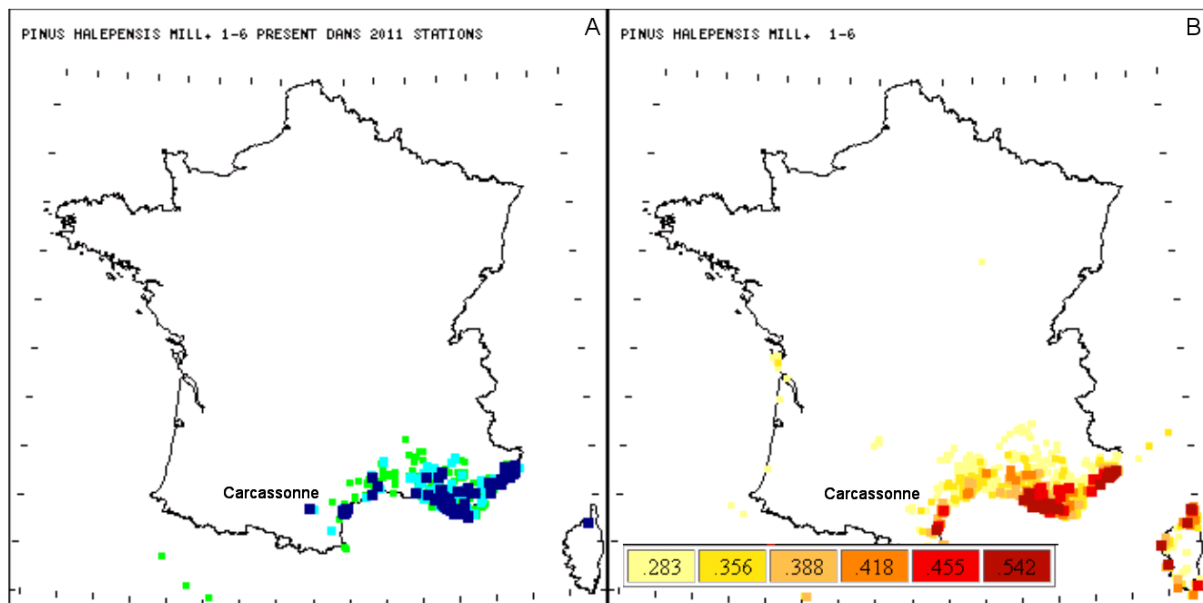 PINUS HALEPENSIS MILL. 1-6 PRESENT DANS 2011 STATIONS
A
Carcassonne
PINUS HALEPENSIS MILL. 1-6
B
Carcassonne
.283 .356 .388 .418 .455 .542